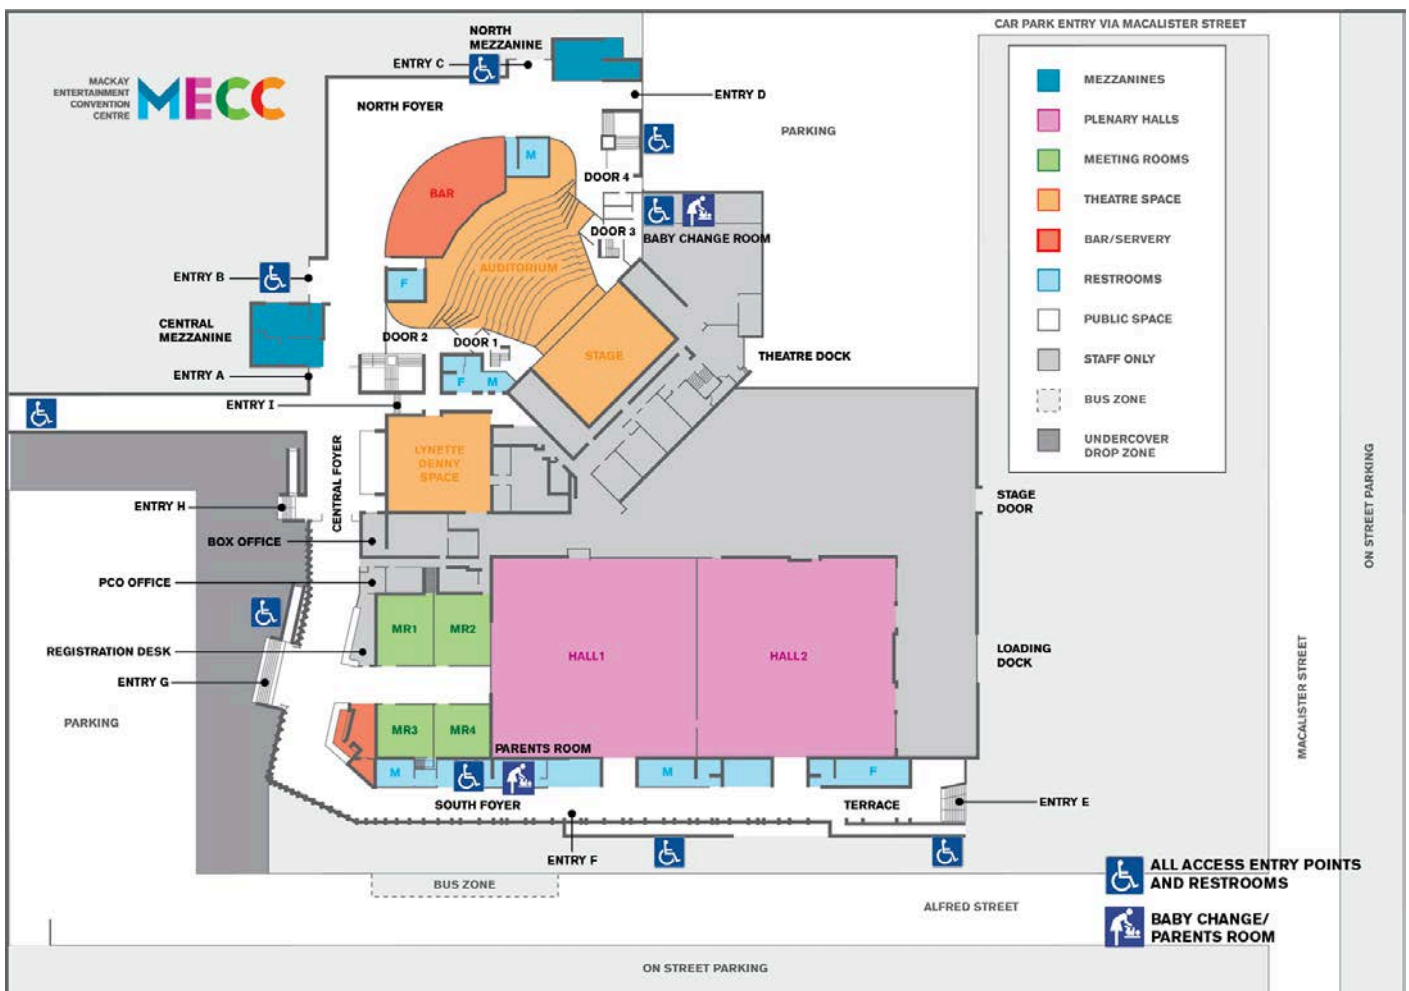 CAR PARK ENTRY VIA MACALISTER STREET
MACKAY
ENTERTAINMENT
CONVENTION
CENTRE
MECC
NORTH
MEZZANINE
ENTRY C
ENTRY D
NORTH FOYER
PARKING
M
DOOR 4
BAR
DOOR 3
BABY CHANGE ROOM
AUDITORIUM
ENTRY B
F
CENTRAL
MEZZANINE
DOOR 2
DOOR 1
STAGE
THEATRE DOCK
ENTRY A
F
M
ENTRY I
LYNETTE
DENNY
SPACE
CENTRAL FOYER
ENTRY H
STAGE
DOOR
BOX OFFICE
PCO OFFICE
MR1
MR2
REGISTRATION DESK
HALL1
HALL2
LOADING
DOCK
ENTRY G
PARKING
MR3
MR4
PARENTS ROOM
M
M
F
SOUTH FOYER
TERRACE
ENTRY E
ENTRY F
BUS ZONE
ALFRED STREET
ON STREET PARKING
MACALISTER STREET
ON STREET PARKING
MEZZANINES
PLENARY HALLS
MEETING ROOMS
THEATRE SPACE
BAR/SERVERY
RESTROOMS
PUBLIC SPACE
STAFF ONLY
BUS ZONE
UNDERCOVER
DROP ZONE
ALL ACCESS ENTRY POINTS
AND RESTROOMS
BABY CHANGE/
PARENTS ROOM